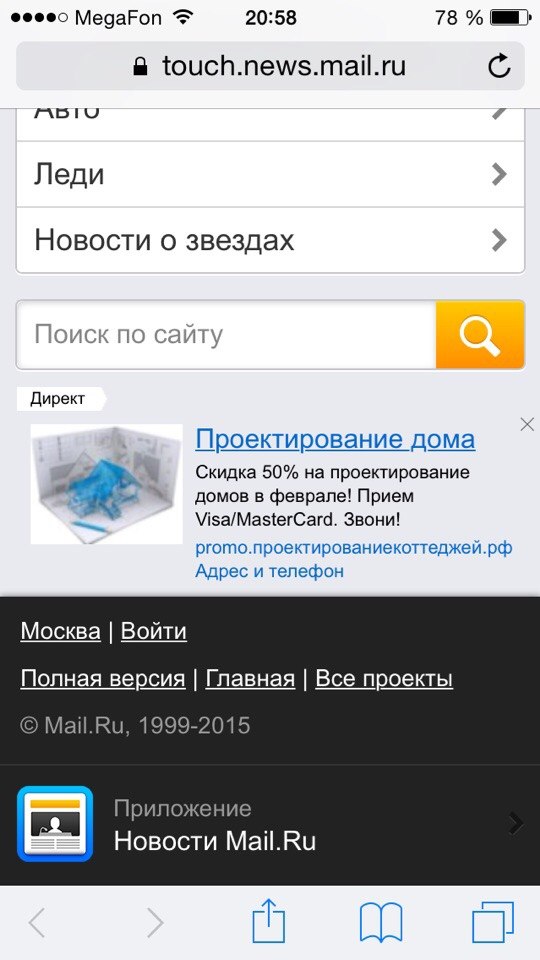 MegaFon 20:58 78 %
touch.news.mail.ru
Авто
Леди
Новости о звездах
Поиск по сайту
Директ
Проектирование дома
Скидка 50% на проектирование
домов в феврале! Прием
Visa/MasterCard. Звони!
promo.проектированиекоттеджей.рф
Адрес и телефон
Москва | Войти
Полная версия | Главная | Все проекты
© Mail.Ru, 1999-2015
Приложение
Новости Mail.Ru